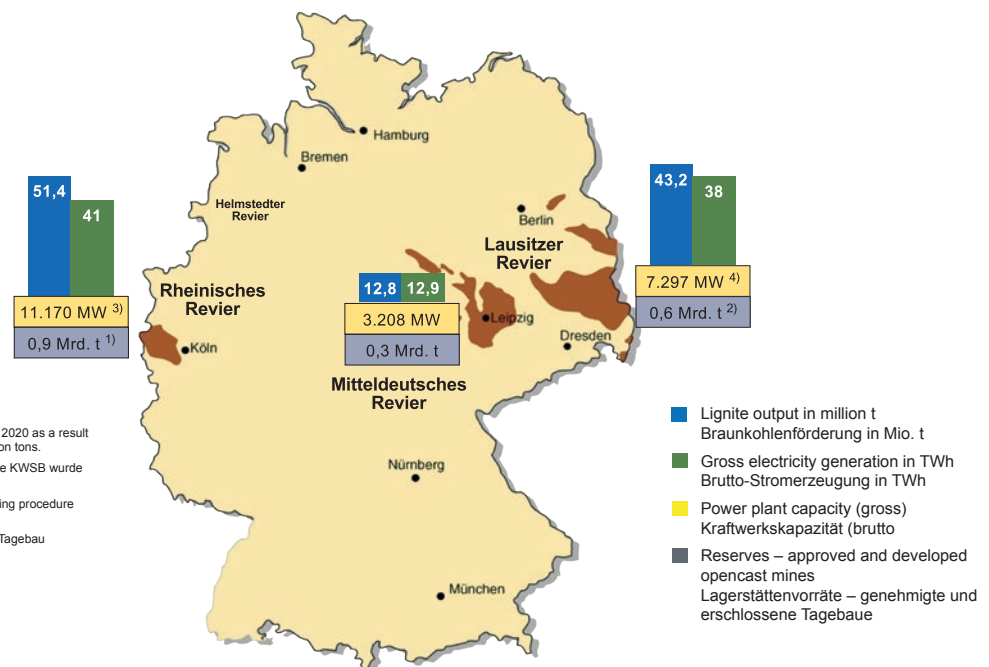 Hamburg
Bremen
Helmstedter
Revier
Berlin
Lausitzer
Revier
51,4
41
11.170 MW 3)
0,9 Mrd. t 1)
Rheinisches
Revier
Köln
12,8
12,9
3.208 MW
0,3 Mrd. t
Mitteldeutsches
Revier
Leipzig
Dresden
43,2
38
7.297 MW 4)
0,6 Mrd. t 2)
Nürnberg
München
2020 as a result
on tons.
e KWSB wurde
ing procedure
Tagebau
Lignite output in million t
Braunkohlenförderung in Mio. t
Gross electricity generation in TWh
Brutto-Stromerzeugung in TWh
Power plant capacity (gross)
Kraftwerkskapazität (brutto
Reserves – approved and developed
opencast mines
Lagerstättenvorräte – genehmigte und
erschlossene Tagebaue